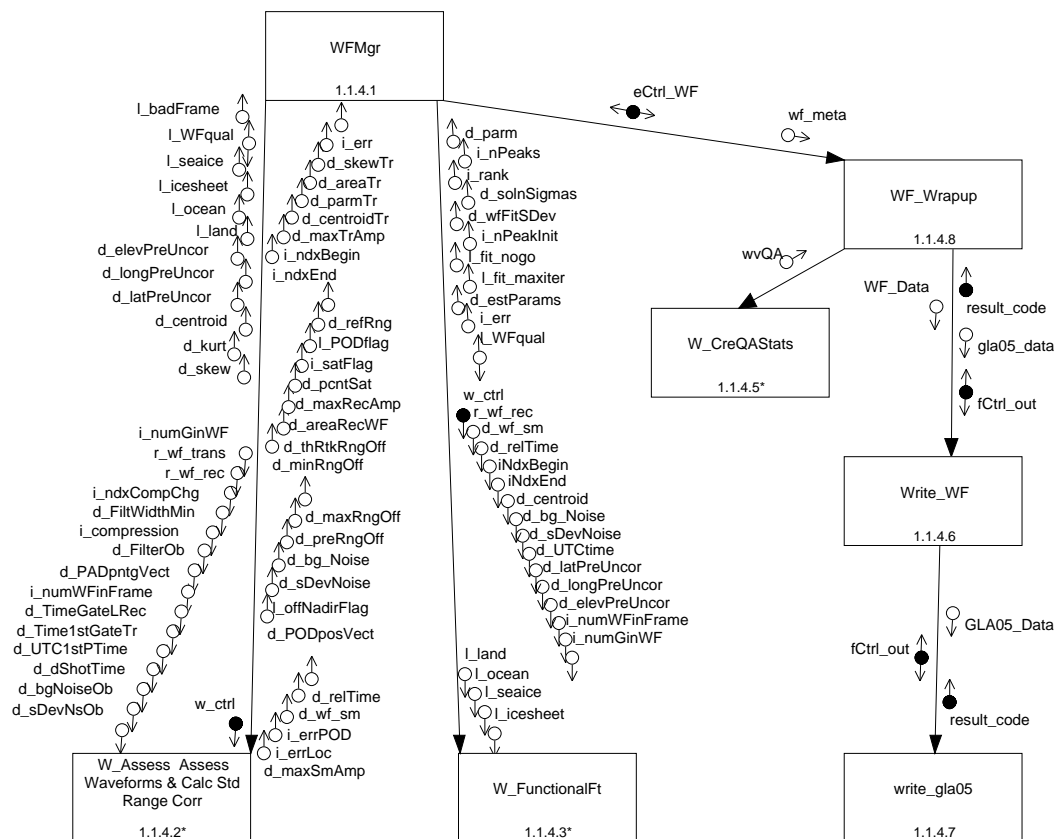 WFMgr
1.1.4.1
eCtrl_WF
wf_meta
WF_Wrapup
1.1.4.8
wvQA
WF_Data
result_code
gla05_data
fCtrl_out
W_CreQAStats
1.1.4.5*
Write_WF
1.1.4.6
GLA05_Data
fCtrl_out
result_code
write_gla05
1.1.4.7
l_badFrame
l_WFqual
l_seaice
l_icesheet
l_ocean
l_land
d_elevPreUncor
d_longPreUncor
d_latPreUncor
d_centroid
d_kurt
d_skew
i_numGinWF
r_wf_trans
r_wf_rec
i_ndxCompChg
d_FiltWidthMin
i_compression
d_FilterOb
d_PADpntgVect
i_numWFinFrame
d_TimeGateLRec
d_Time1stGateTr
d_UTC1stPTime
d_dShotTime
d_bgNoiseOb
d_sDevNsOb
w_ctrl
W_Assess Assess
Waveforms & Calc Std
Range Corr
1.1.4.2*
i_err
d_skewTr
d_areaTr
d_parmTr
d_centroidTr
d_maxTrAmp
i_ndxBegin
i_ndxEnd
d_refRng
l_PODflag
i_satFlag
d_pcntSat
d_maxRecAmp
d_areaRecWF
d_thRtkRngOff
d_minRngOff
d_maxRngOff
d_preRngOff
d_bg_Noise
d_sDevNoise
l_offNadirFlag
d_PODposVect
d_relTime
d_wf_sm
i_errPOD
i_errLoc
d_maxSmAmp
d_parm
i_nPeaks
i_rank
d_solnSigmas
d_wfFitSDev
i_nPeakInit
l_fit_nogo
l_fit_maxiter
d_estParams
i_err
l_WFqual
w_ctrl
r_wf_rec
d_wf_sm
d_relTime
iNdxBegin
iNdxEnd
d_centroid
d_bg_Noise
d_sDevNoise
d_UTCtime
d_latPreUncor
d_longPreUncor
d_elevPreUncor
i_numWFinFrame
i_numGinWF
l_land
l_ocean
l_seaice
l_icesheet
W_FunctionalFt
1.1.4.3*